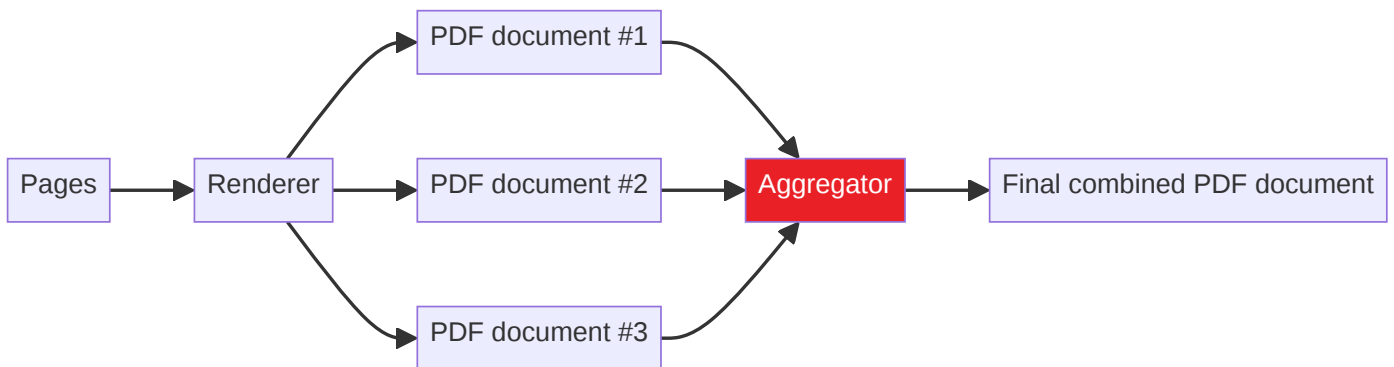 PDF document #1
Pages
Renderer
PDF document #2
Aggregator
Final combined PDF document
PDF document #3